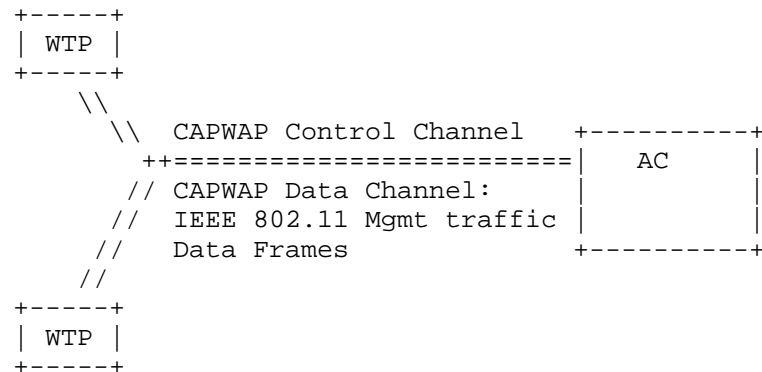 WTP
CAPWAP Control Channel
AC
CAPWAP Data Channel:
IEEE 802.11 Mgmt traffic
Data Frames
WTP